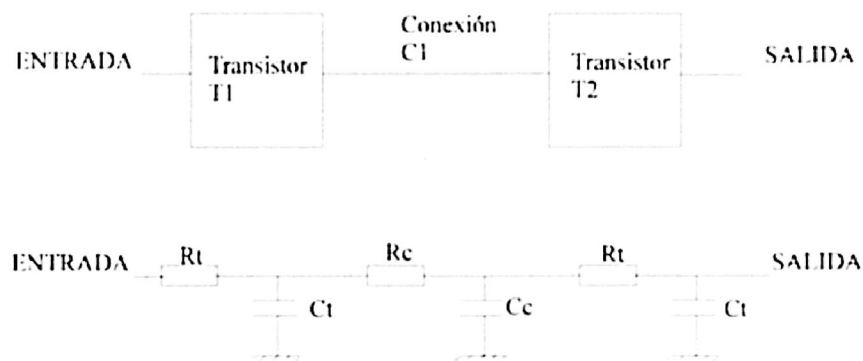 Conexión
C1
ENTRADA
Transistor
T1
Transistor
T2
SALIDA
ENTRADA
Rt
Rc
Rt
SALIDA
Ct
Cc
Ct